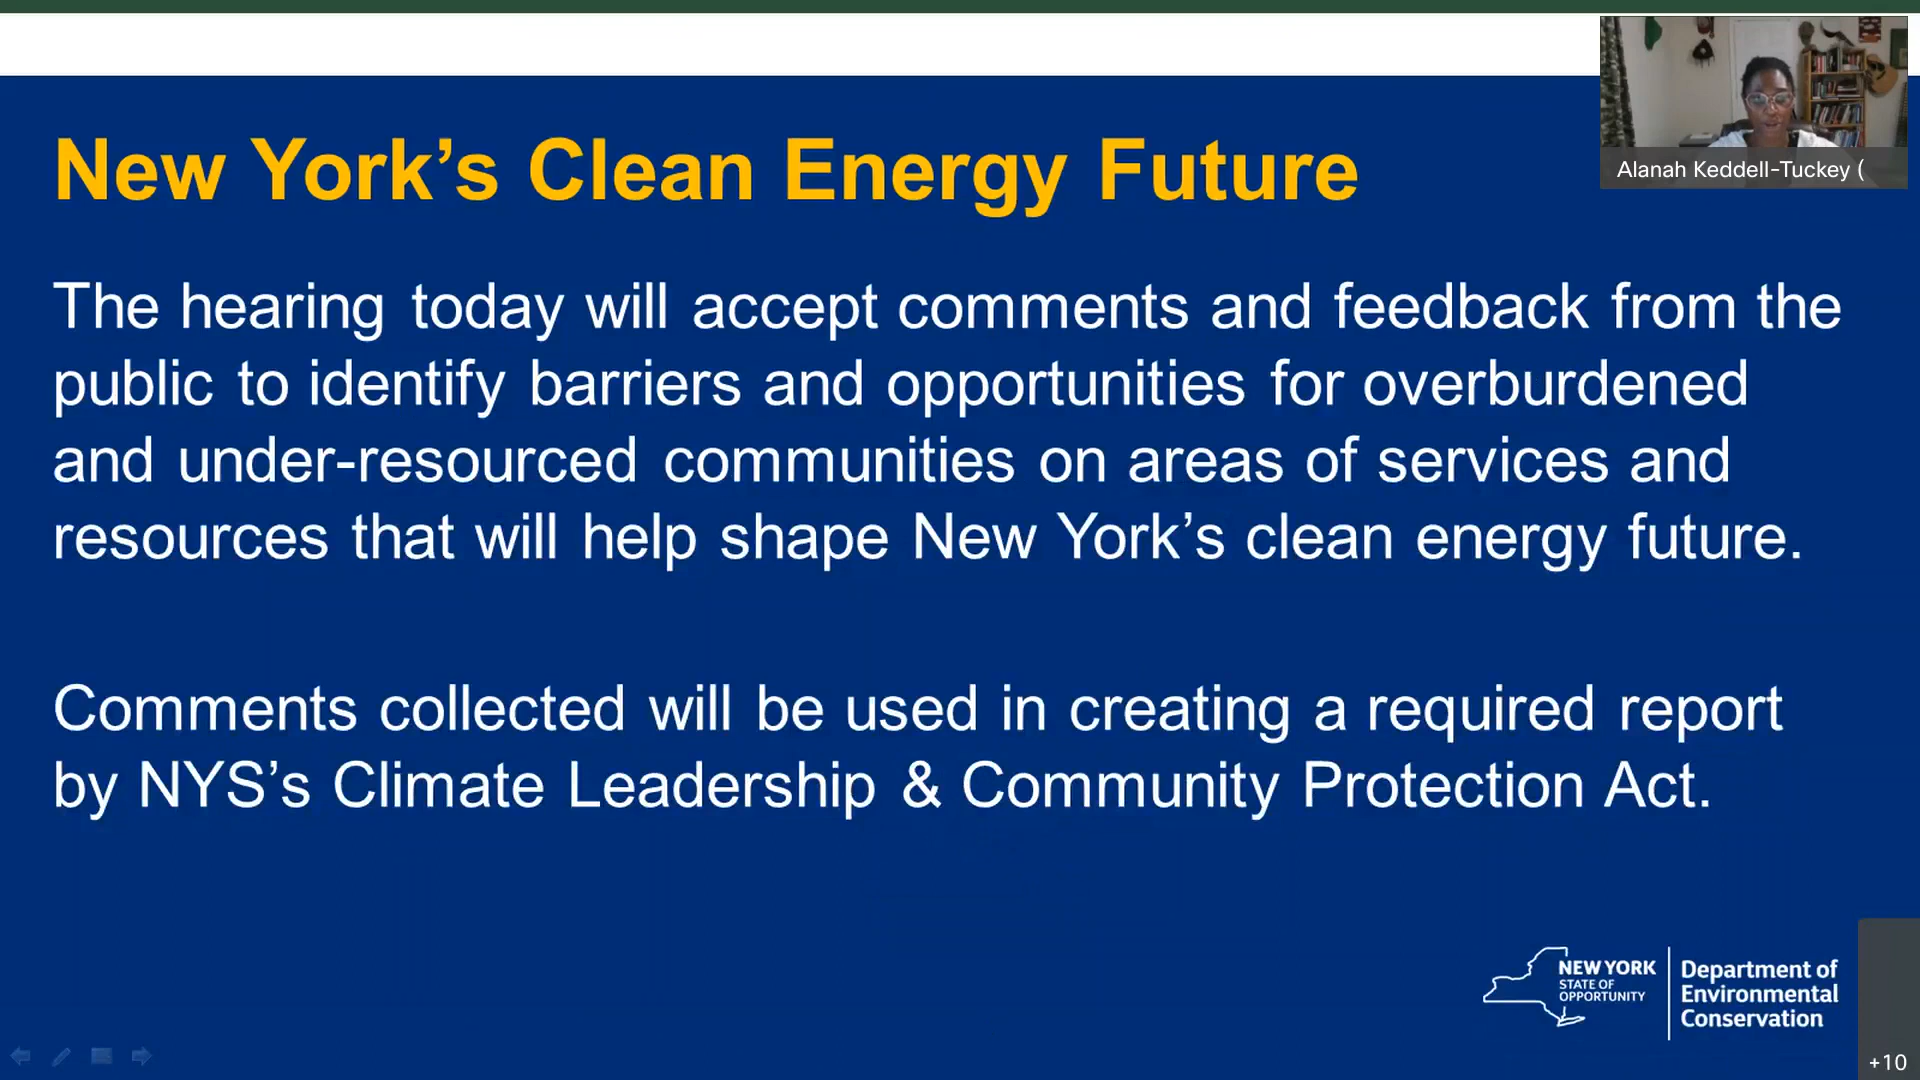 Alanah Keddell-Tuckey (
New York’s Clean Energy Future
The hearing today will accept comments and feedback from the
public to identify barriers and opportunities for overburdened
and under-resourced communities on areas of services and
resources that will help shape New York’s clean energy future.
Comments collected will be used in creating a required report
by NYS’s Climate Leadership & Community Protection Act.
NEW YORK
STATE OF
OPPORTUNITY
Department of
Environmental
Conservation
+10